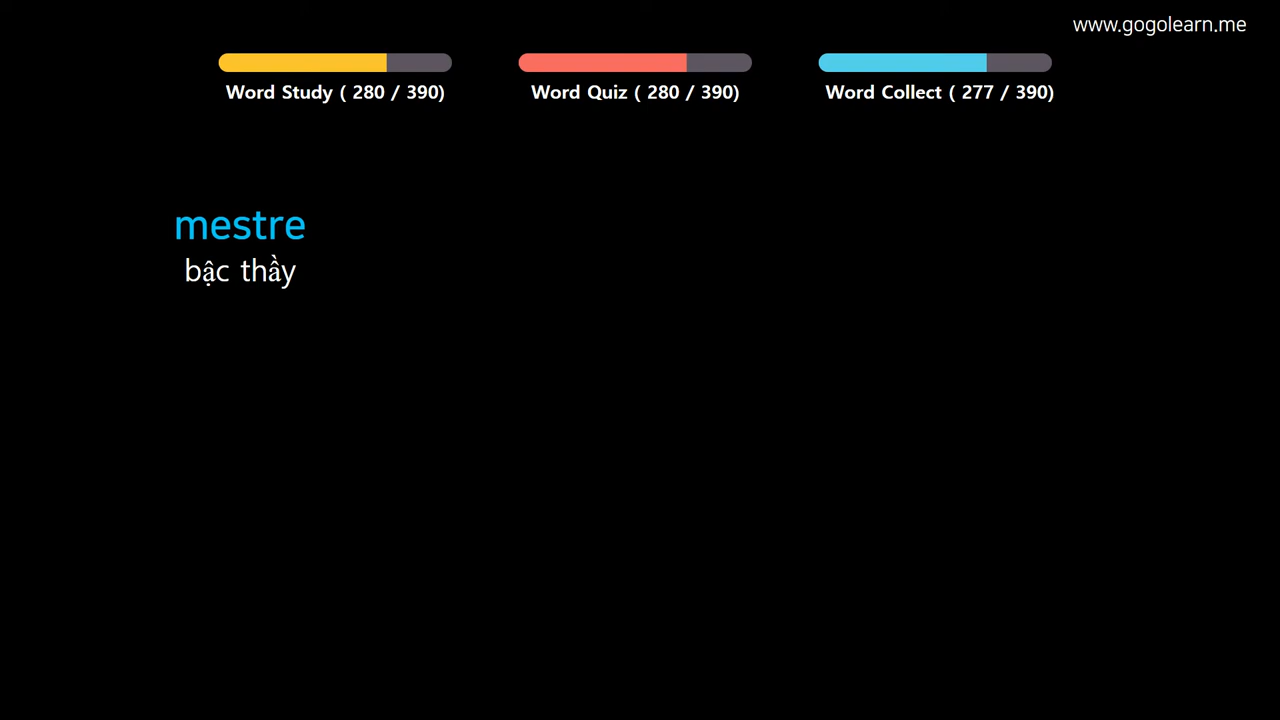 www.gogolearn.me
Word Study ( 280 / 390)
Word Quiz ( 280 / 390)
Word Collect ( 277 / 390)
mestre
bậc thầy